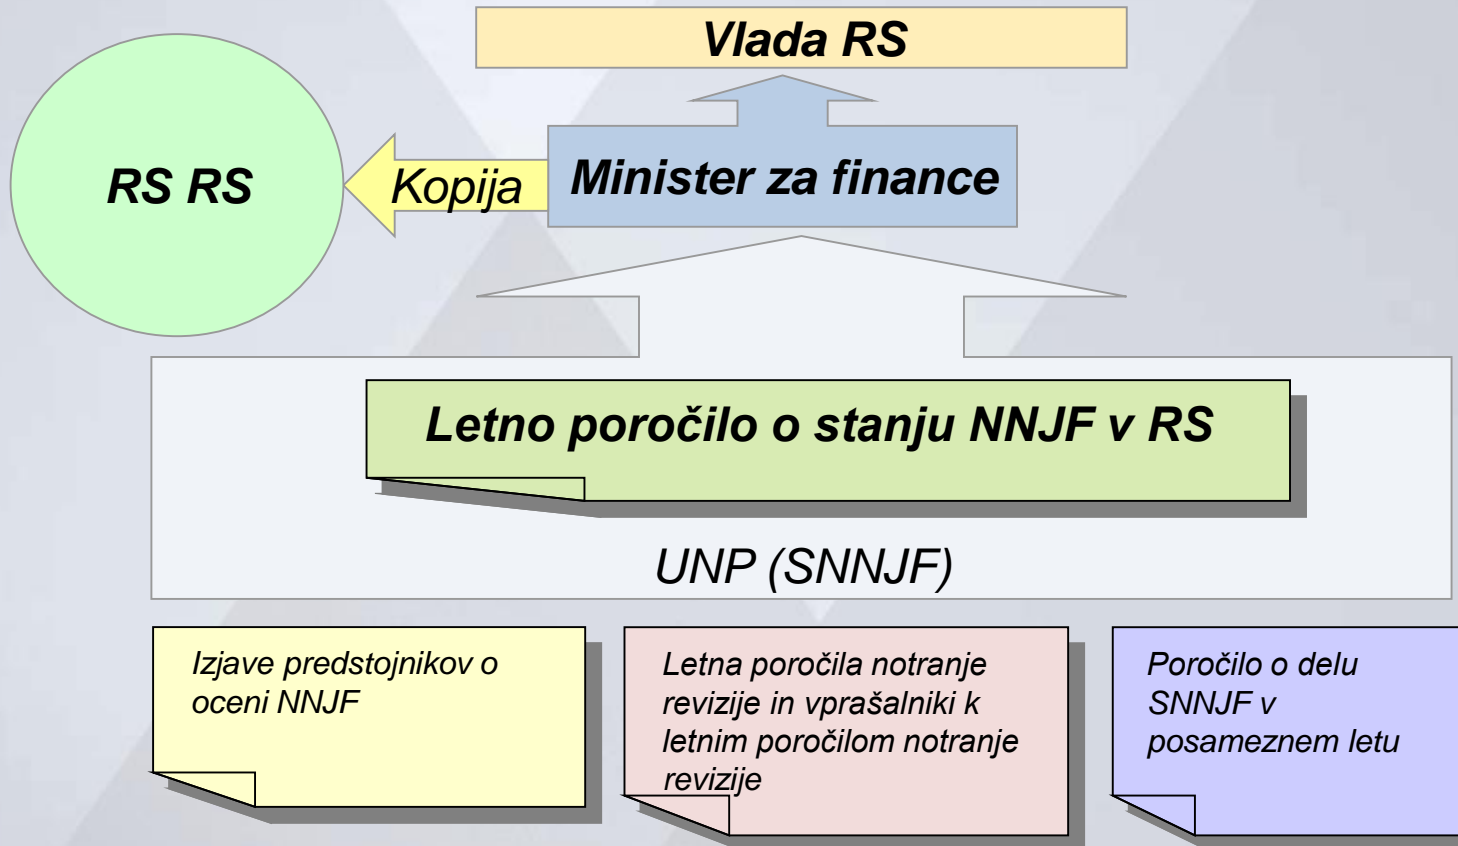 Vlada RS
RS RS
Kopija
Minister za finance
Letno poročilo o stanju NNJF v RS
UNP (SNNJF)
Izjave predstojnikov o
oceni NNJF
Letna poročila notranje
revizije in vprašalniki k
letnim poročilom notranje
revizije
Poročilo o delu
SNNJF v
posameznem letu